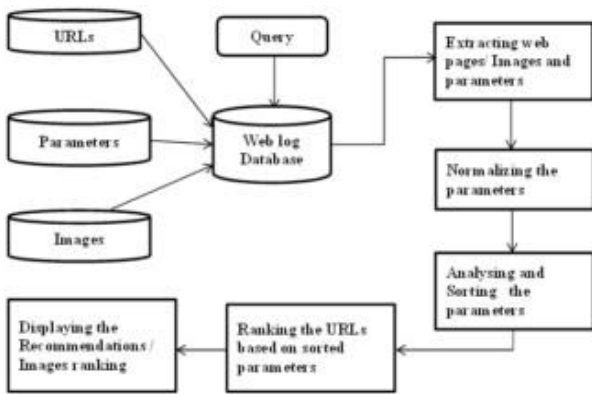 URLs
Query
Extracting web
pages/ Images and
parameters
Parameters
Web log
Database
Normalizing the
parameters
Images
Analysing and
Sorting the
parameters
Ranking the URLs
based on sorted
parameters
Displaying the
Recommendations /
Images ranking